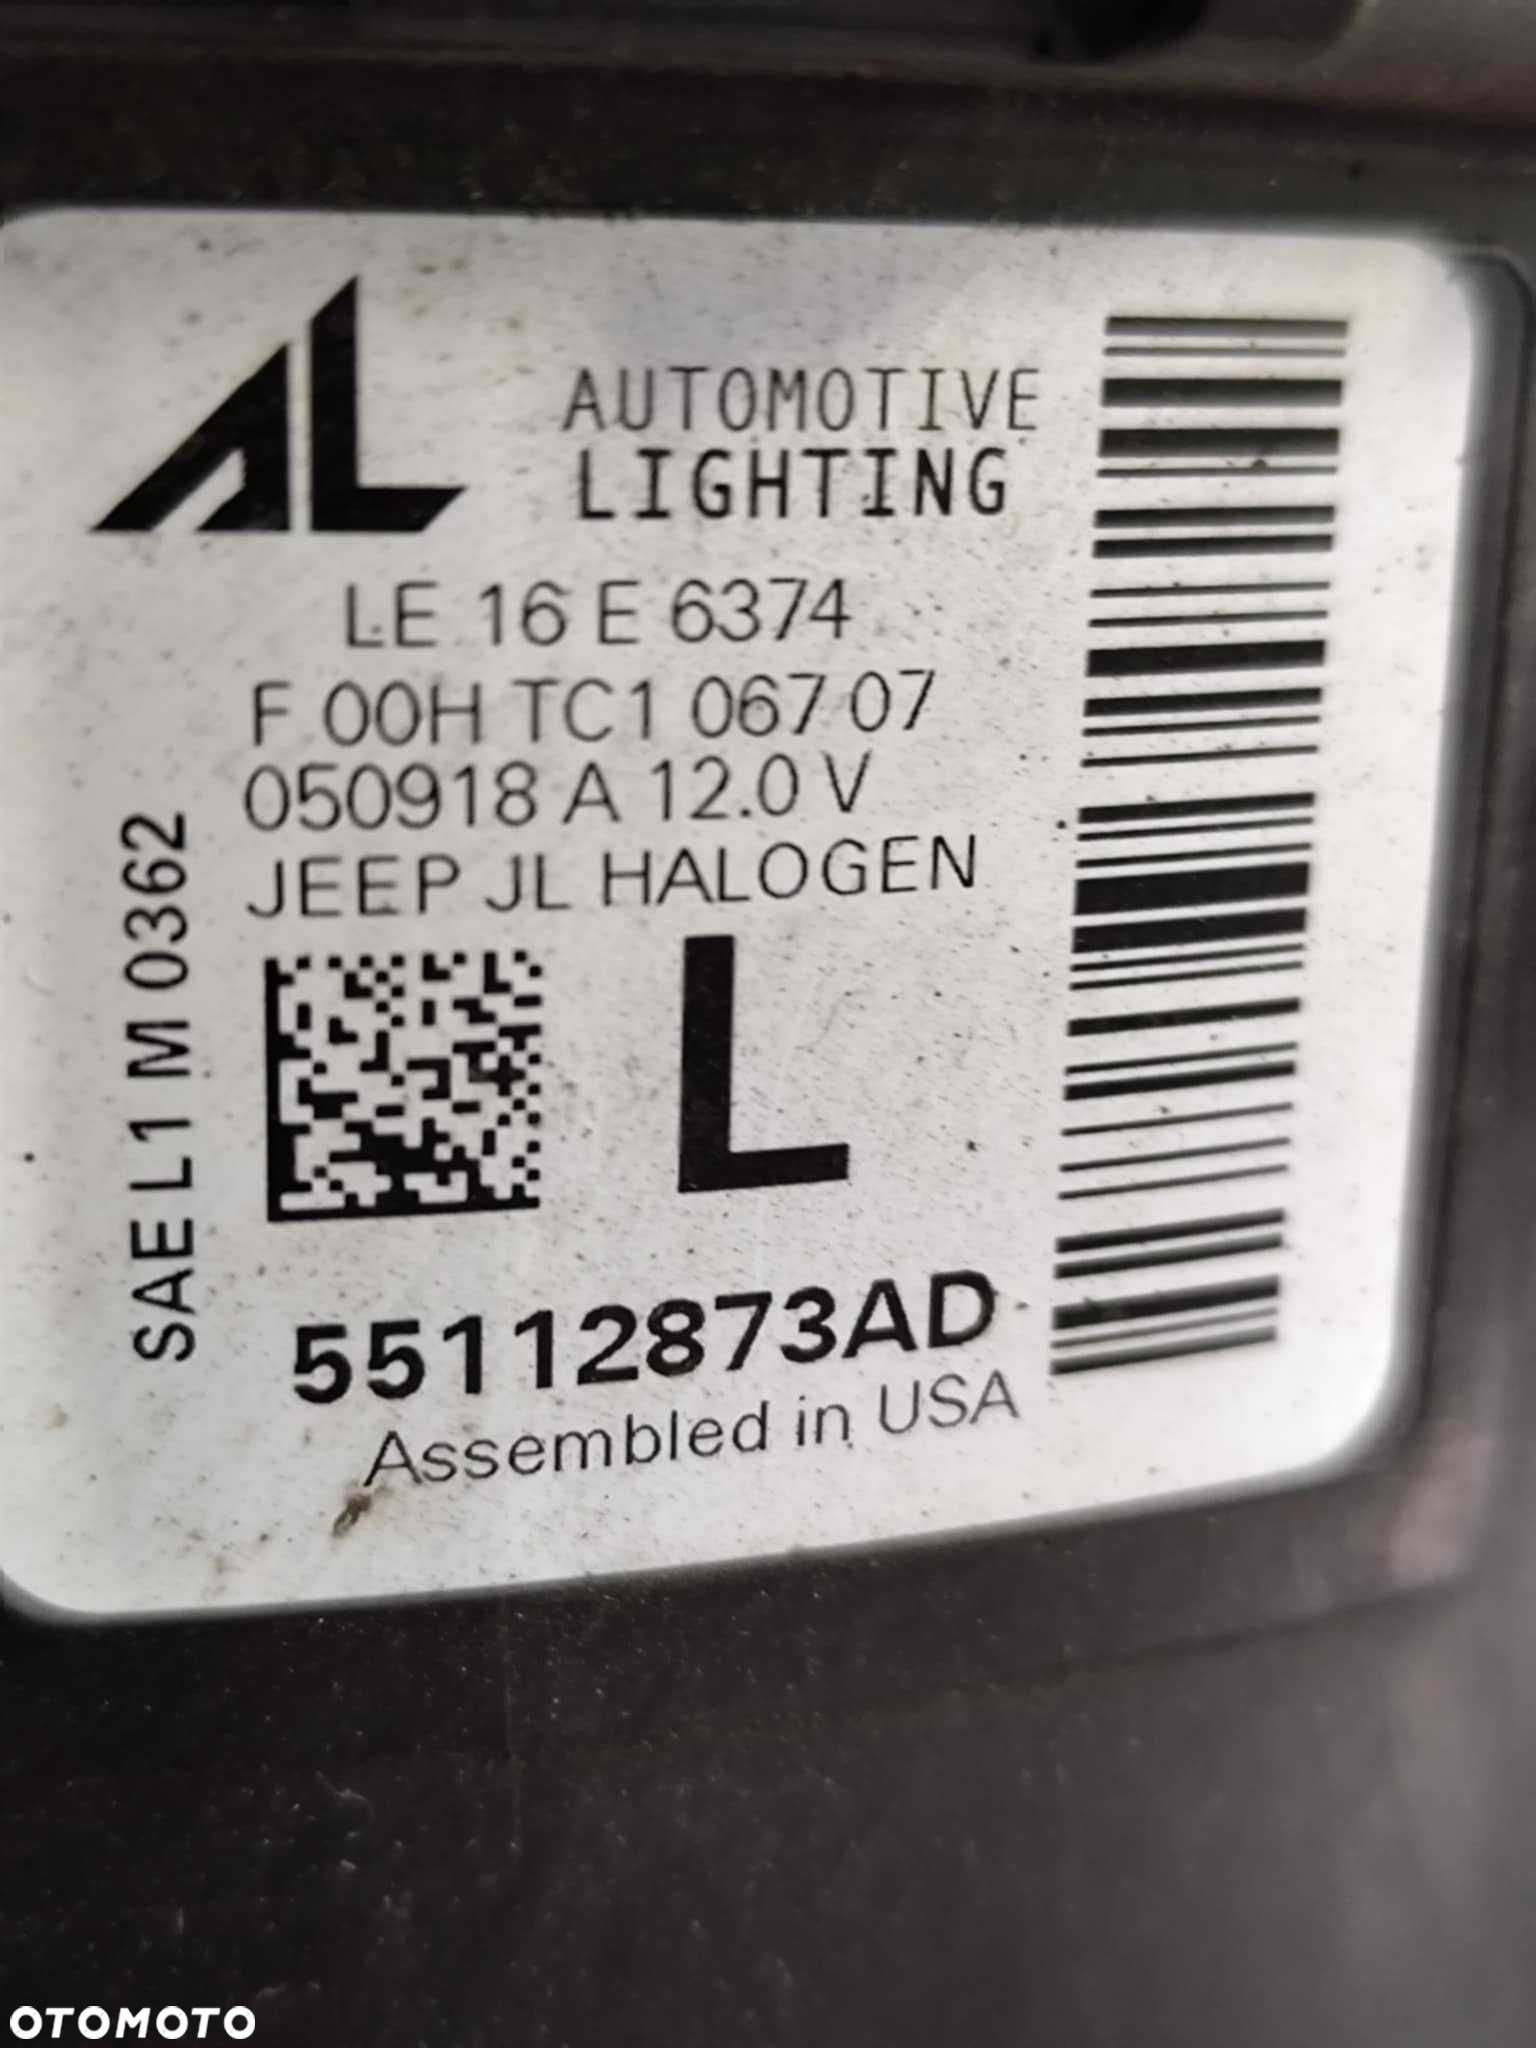 AL
AUTOMOTIVE
LIGHTING
LE 16 E 6374
F 00H TC1 067 07
050918 A 12.0 V
JEEP JL HALOGEN
SAE L1 M 0362
L
55112873AD
Assembled in USA
OTOMOTO